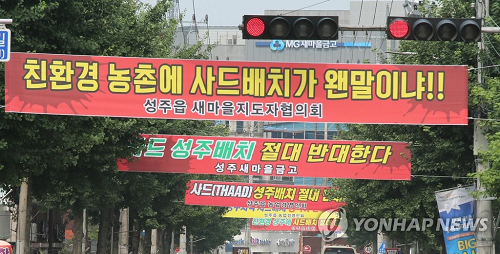 MG 새마을금고
친환경 농촌에 사드배치가 왠말이냐!!
성주읍 새마을지도자협의회
사드 성주배치 절대 반대한다
성주새마을금고
사드(THAAD) 성주배치 절대
YONHAP NEWS
BIG